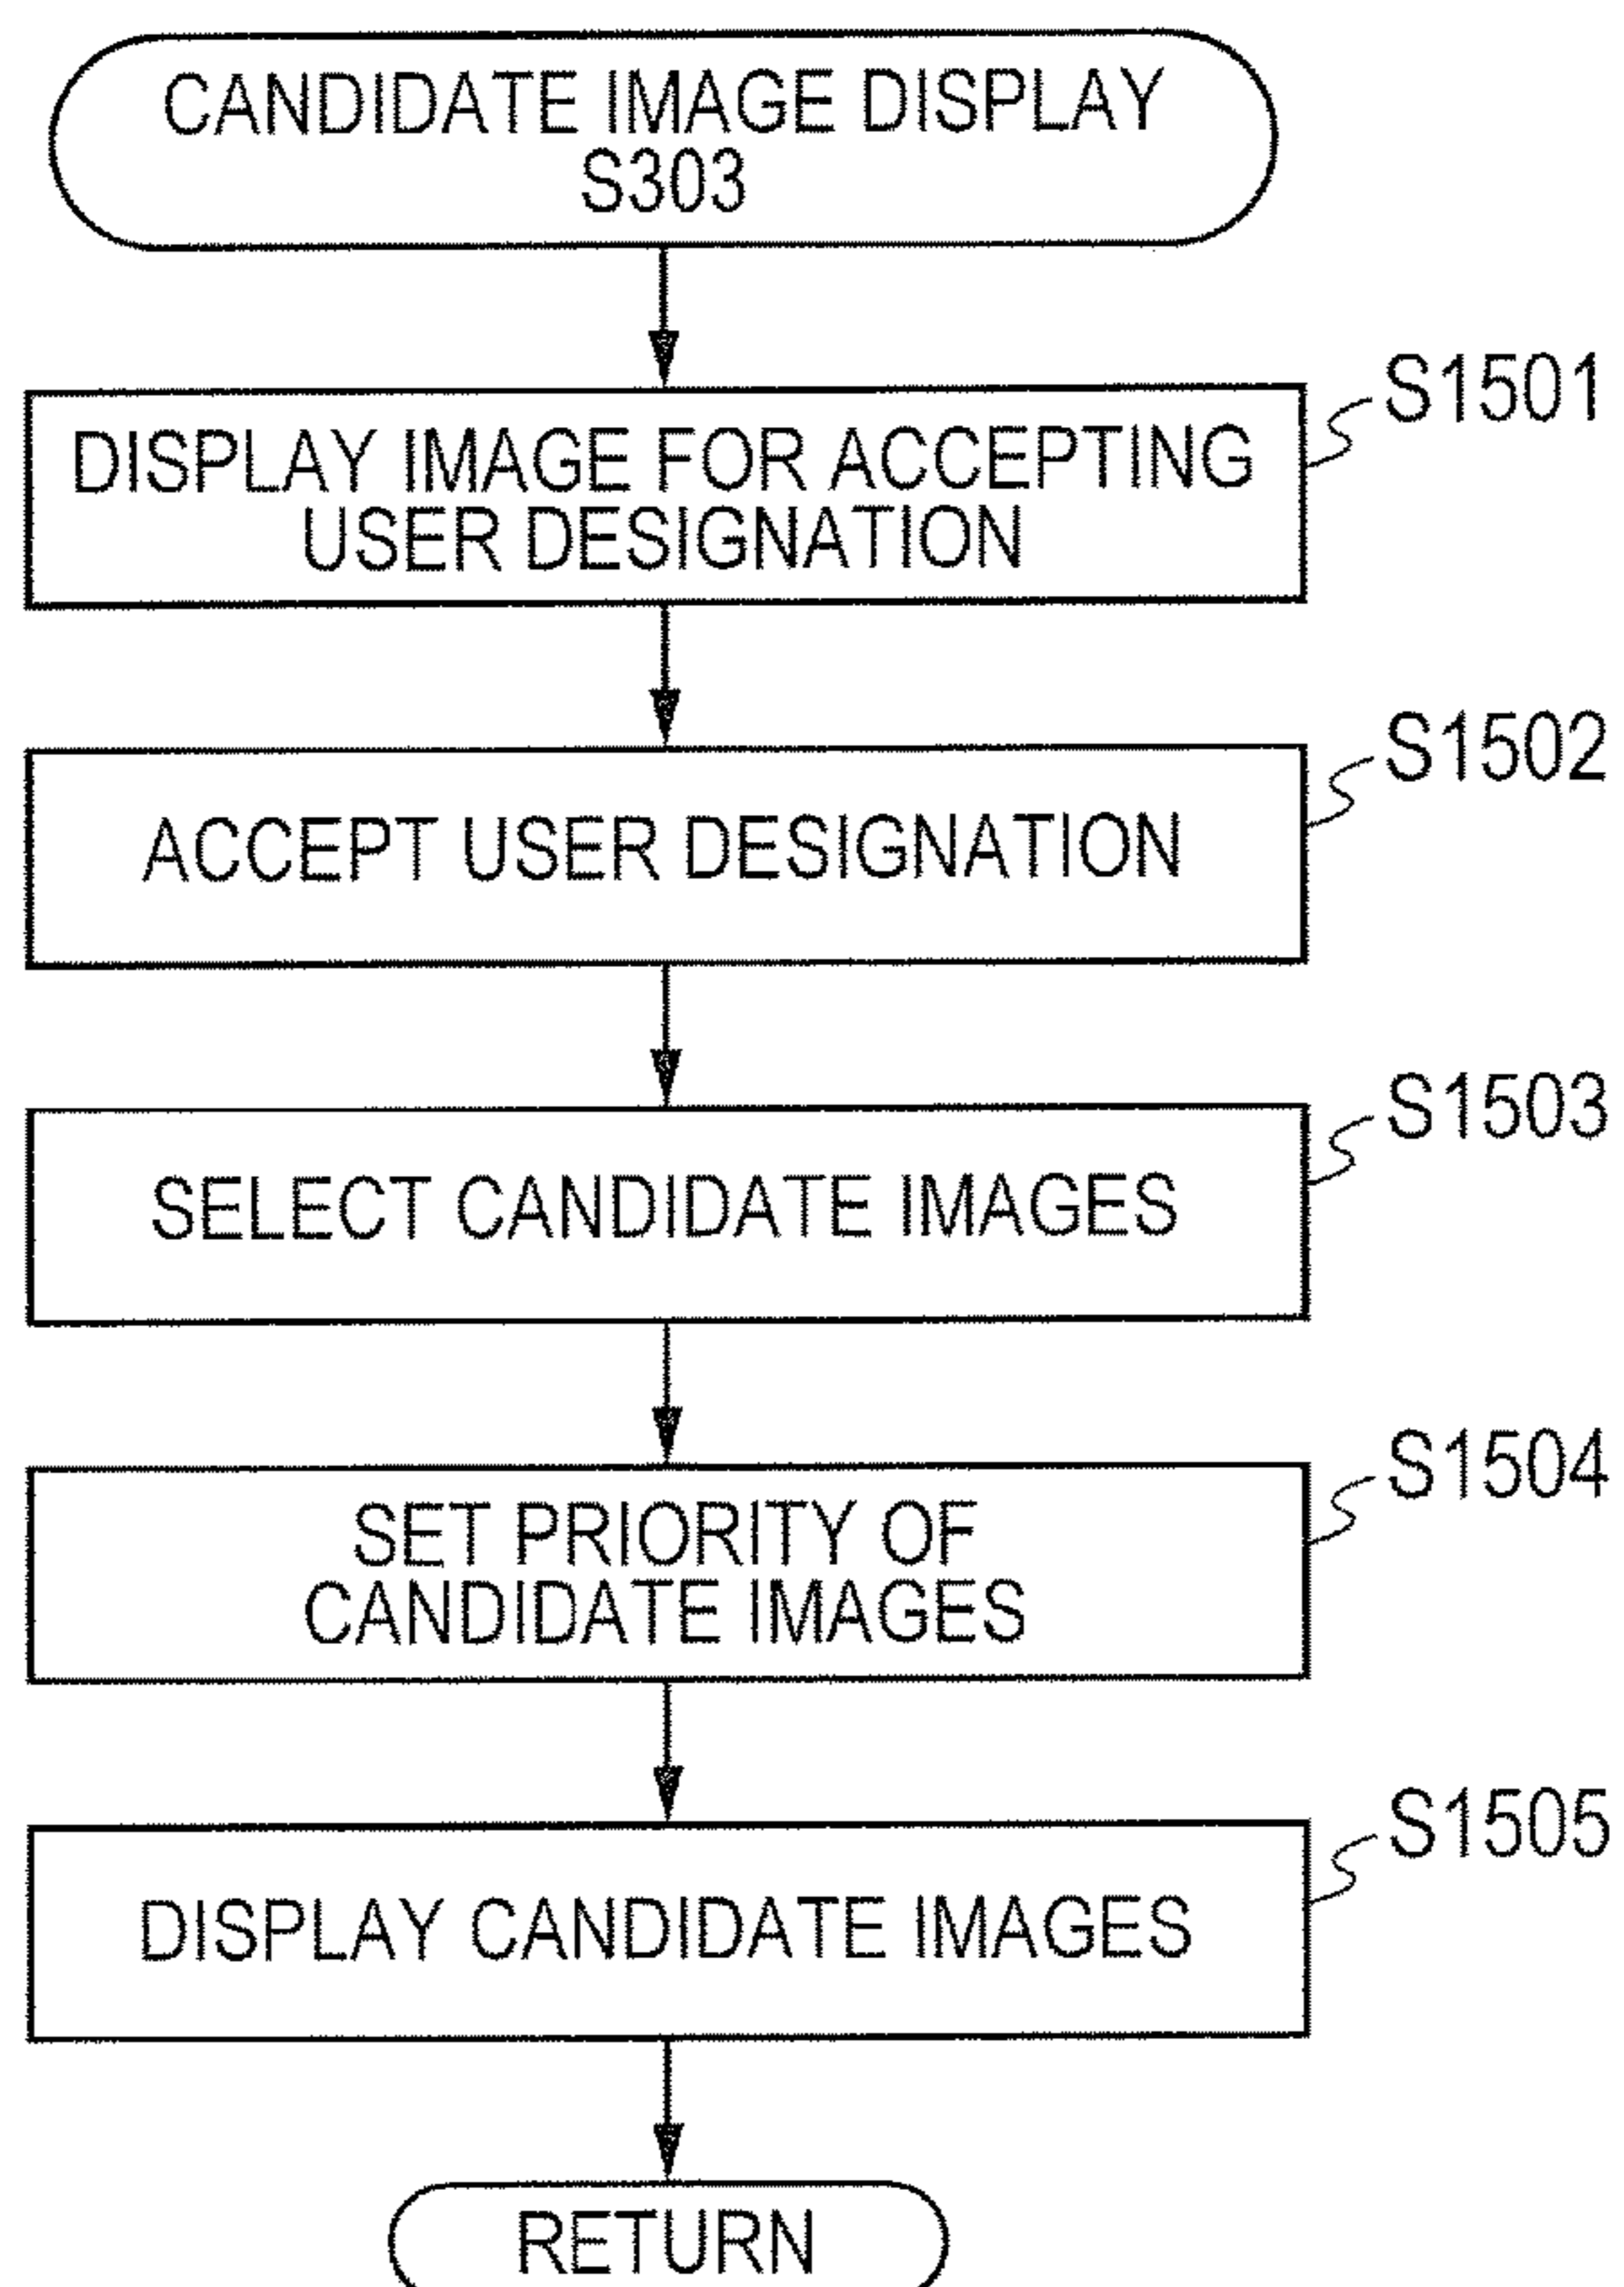 CANDIDATE IMAGE DISPLAY
S303
S1501
DISPLAY IMAGE FOR ACCEPTING
USER DESIGNATION
S1502
ACCEPT USER DESIGNATION
S1503
SELECT CANDIDATE IMAGES
S1504
SET PRIORITY OF
CANDIDATE IMAGES
S1505
DISPLAY CANDIDATE IMAGES
RETURN